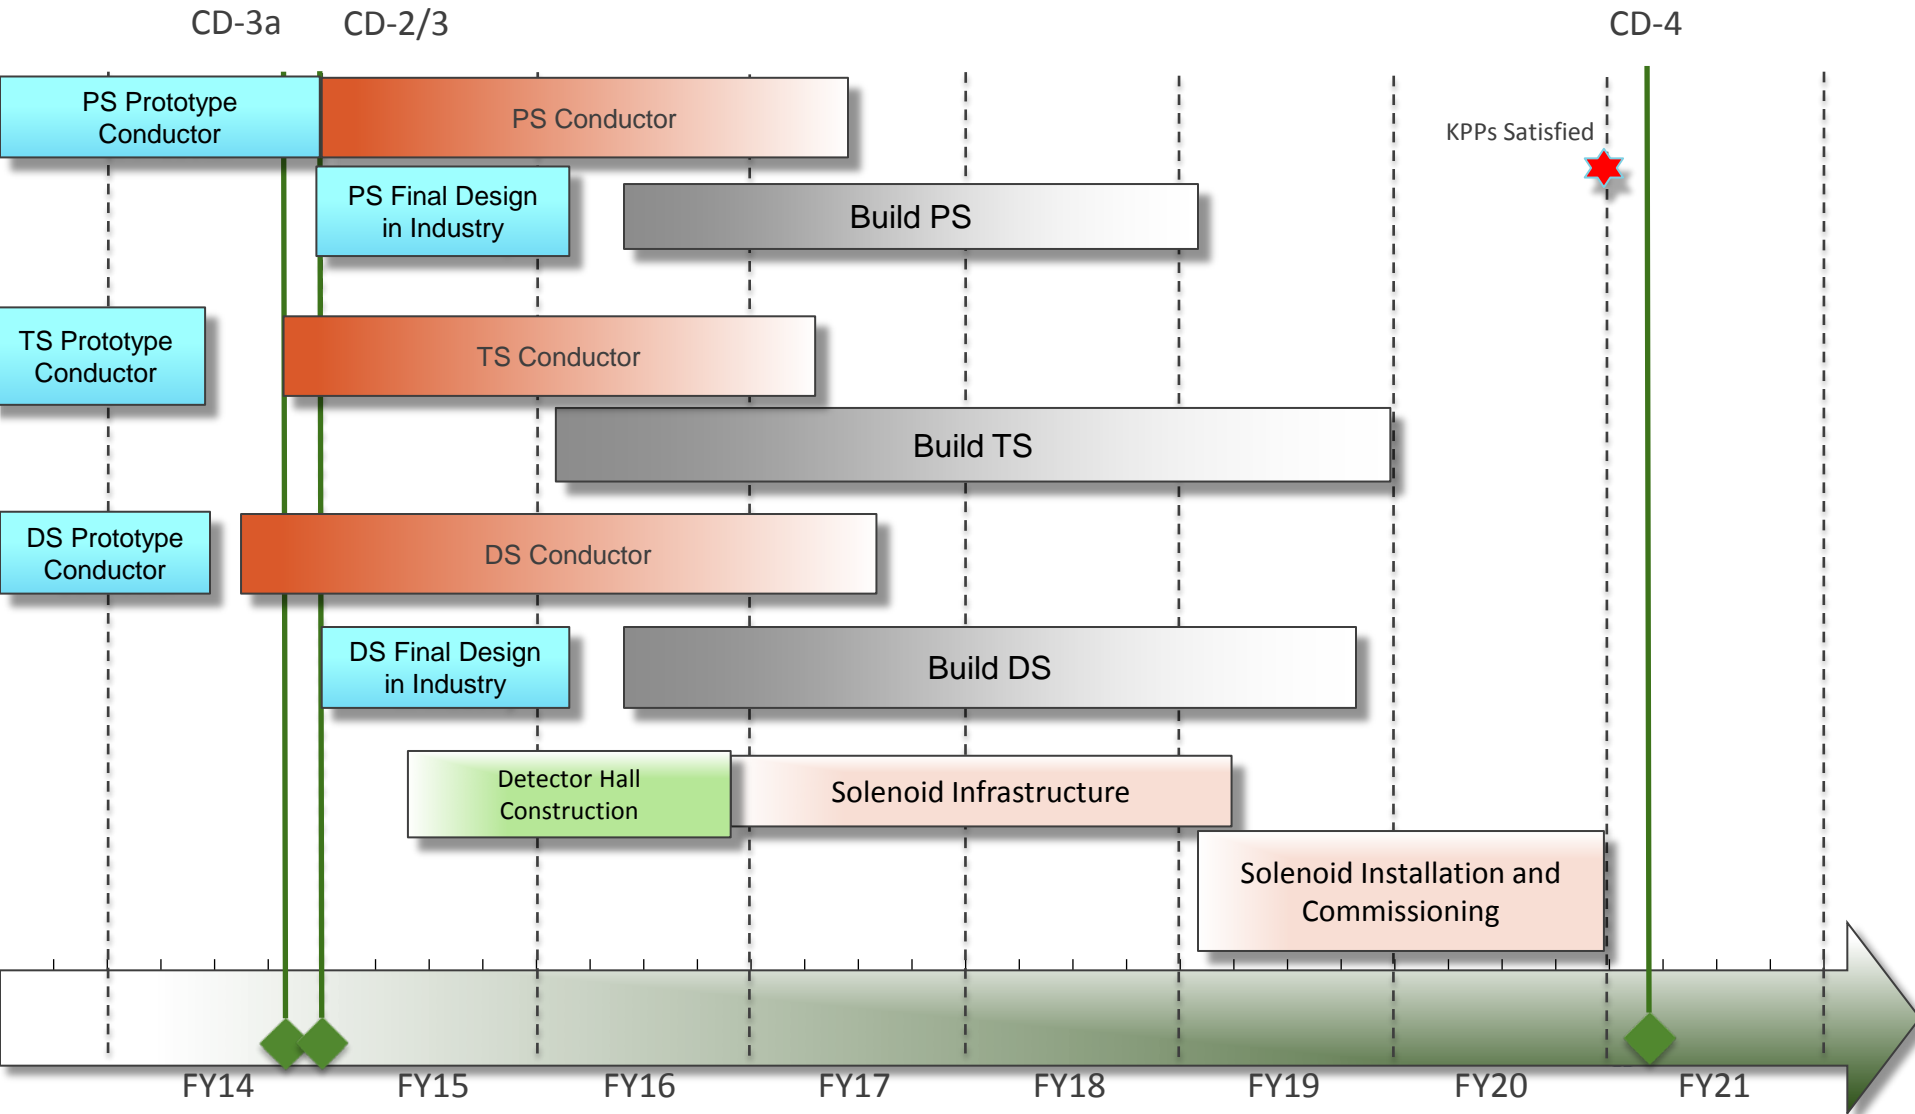 CD-3a
CD-2/3
CD-4
PS Prototype
Conductor
PS Conductor
KPPs Satisfied
PS Final Design
in Industry
Build PS
TS Prototype
Conductor
TS Conductor
Build TS
DS Prototype
Conductor
DS Conductor
DS Final Design
in Industry
Build DS
Detector Hall
Construction
Solenoid Infrastructure
Solenoid Installation and
Commissioning
FY14
FY15
FY16
FY17
FY18
FY19
FY20
FY21